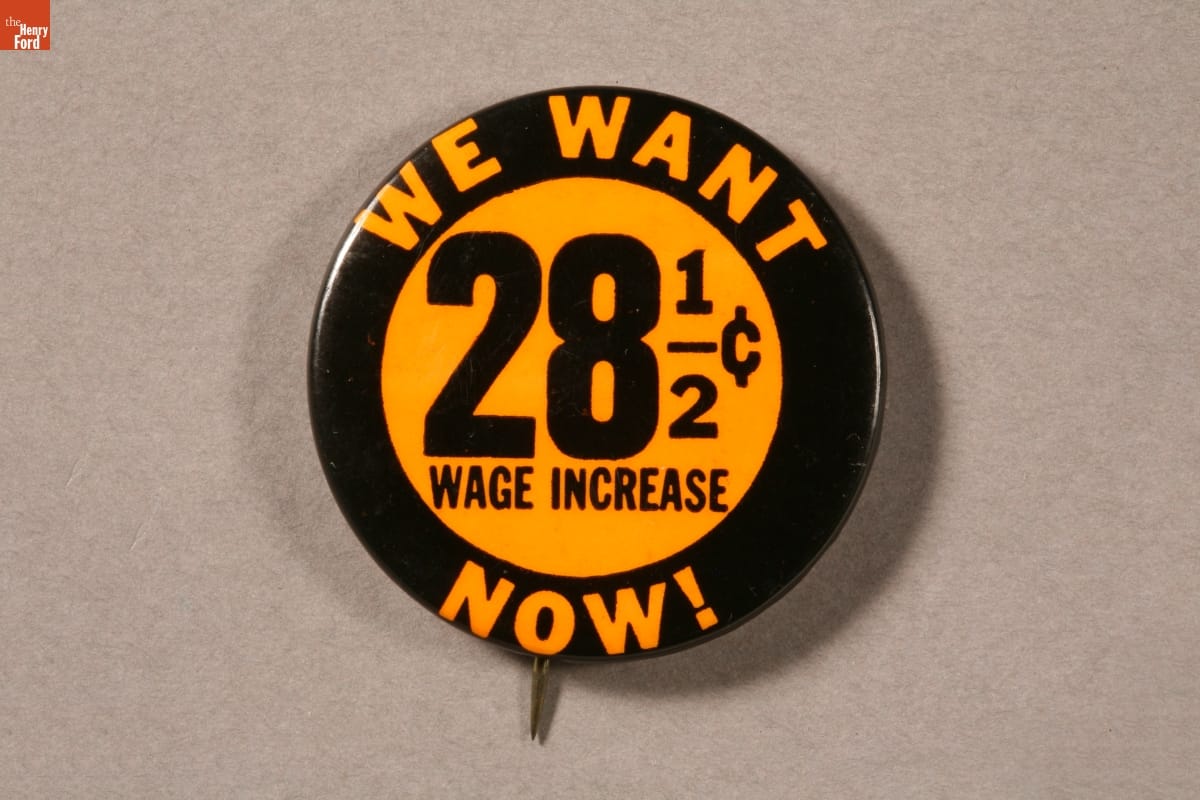 the
Henry
Ford
WE WANT
28 1/2 ¢
WAGE INCREASE
NOW!